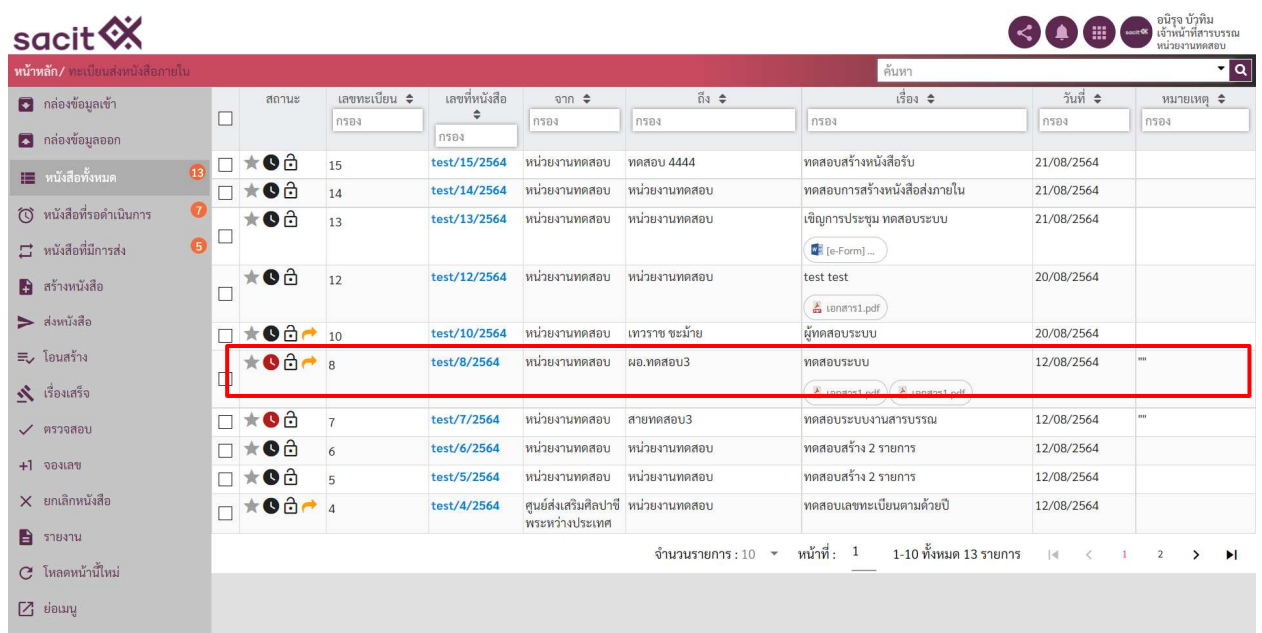 sacit
อนิรุจ บัวทิม
เจ้าหน้าที่สารบรรณ
หน่วยงานทดสอบ
หน้าหลัก/ ทะเบียนส่งหนังสือภายใน
ค้นหา
กล่องข้อมูลเข้า
กล่องข้อมูลออก
หนังสือทั้งหมด 13
หนังสือที่รอดำเนินการ 7
หนังสือที่มีการส่ง 5
สร้างหนังสือ
ส่งหนังสือ
โอนสร้าง
เรื่องเสร็จ
ตรวจสอบ
+1 จองเลข
ยกเลิกหนังสือ
รายงาน
โหลดหน้านี้ใหม่
ย่อเมนู
สถานะ เลขทะเบียน เลขที่หนังสือ จาก ถึง เรื่อง วันที่ หมายเหตุ
กรอง กรอง กรอง กรอง กรอง กรอง กรอง
15 test/15/2564 หน่วยงานทดสอบ ทดสอบ 4444 ทดสอบสร้างหนังสือรับ 21/08/2564
14 test/14/2564 หน่วยงานทดสอบ หน่วยงานทดสอบ ทดสอบการสร้างหนังสือส่งภายใน 21/08/2564
13 test/13/2564 หน่วยงานทดสอบ หน่วยงานทดสอบ เชิญการประชุม ทดสอบระบบ 21/08/2564
[e-Form] ...
12 test/12/2564 หน่วยงานทดสอบ หน่วยงานทดสอบ test test 20/08/2564
เอกสาร1.pdf
10 test/10/2564 หน่วยงานทดสอบ เทวราช ชะม้าย ผู้ทดสอบระบบ 20/08/2564
8 test/8/2564 หน่วยงานทดสอบ ผอ.ทดสอบ3 ทดสอบระบบ 12/08/2564 ""
เอกสาร1.pdf เอกสาร1.pdf
7 test/7/2564 หน่วยงานทดสอบ สายทดสอบ3 ทดสอบระบบงานสารบรรณ 12/08/2564 ""
6 test/6/2564 หน่วยงานทดสอบ หน่วยงานทดสอบ ทดสอบสร้าง 2 รายการ 12/08/2564
5 test/5/2564 หน่วยงานทดสอบ หน่วยงานทดสอบ ทดสอบสร้าง 2 รายการ 12/08/2564
4 test/4/2564 ศูนย์ส่งเสริมศิลปาชี หน่วยงานทดสอบ ทดสอบเลขทะเบียนตามด้วยปี 12/08/2564
พระหว่างประเทศ
จำนวนรายการ : 10 หน้าที่ : 1 1-10 ทั้งหมด 13 รายการ 1 2